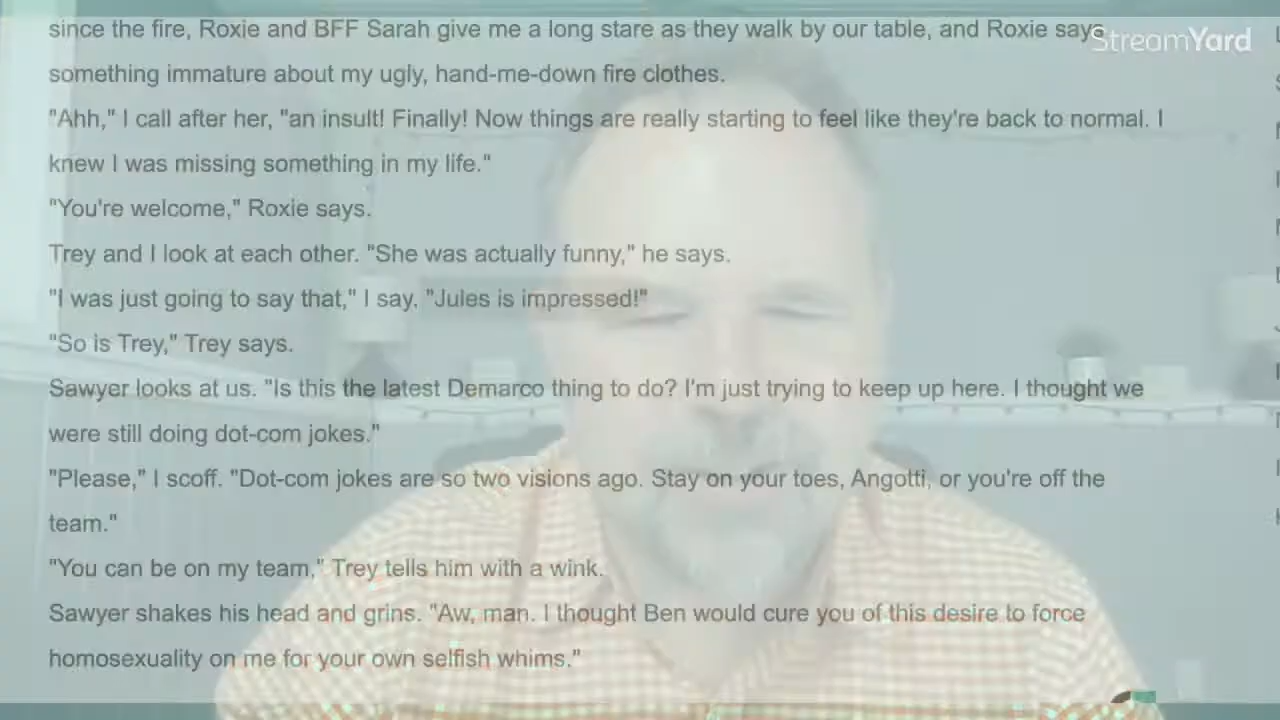 since the fire, Roxie and BFF Sarah give me a long stare as they walk by our table, and Roxie says
StreamYard
something immature about my ugly, hand-me-down fire clothes.
"Ahh," I call after her, "an insult! Finally! Now things are really starting to feel like they're back to normal. I
knew I was missing something in my life."
"You're welcome," Roxie says.
Trey and I look at each other. "She was actually funny," he says.
"I was just going to say that," I say. "Jules is impressed!"
"So is Trey," Trey says.
Sawyer looks at us. "Is this the latest Demarco thing to do? I'm just trying to keep up here. I thought we
were still doing dot-com jokes."
"Please," I scoff. "Dot-com jokes are so two visions ago. Stay on your toes, Angotti, or you're off the
team."
"You can be on my team," Trey tells him with a wink.
Sawyer shakes his head and grins. "Aw, man. I thought Ben would cure you of this desire to force
homosexuality on me for your own selfish whims."